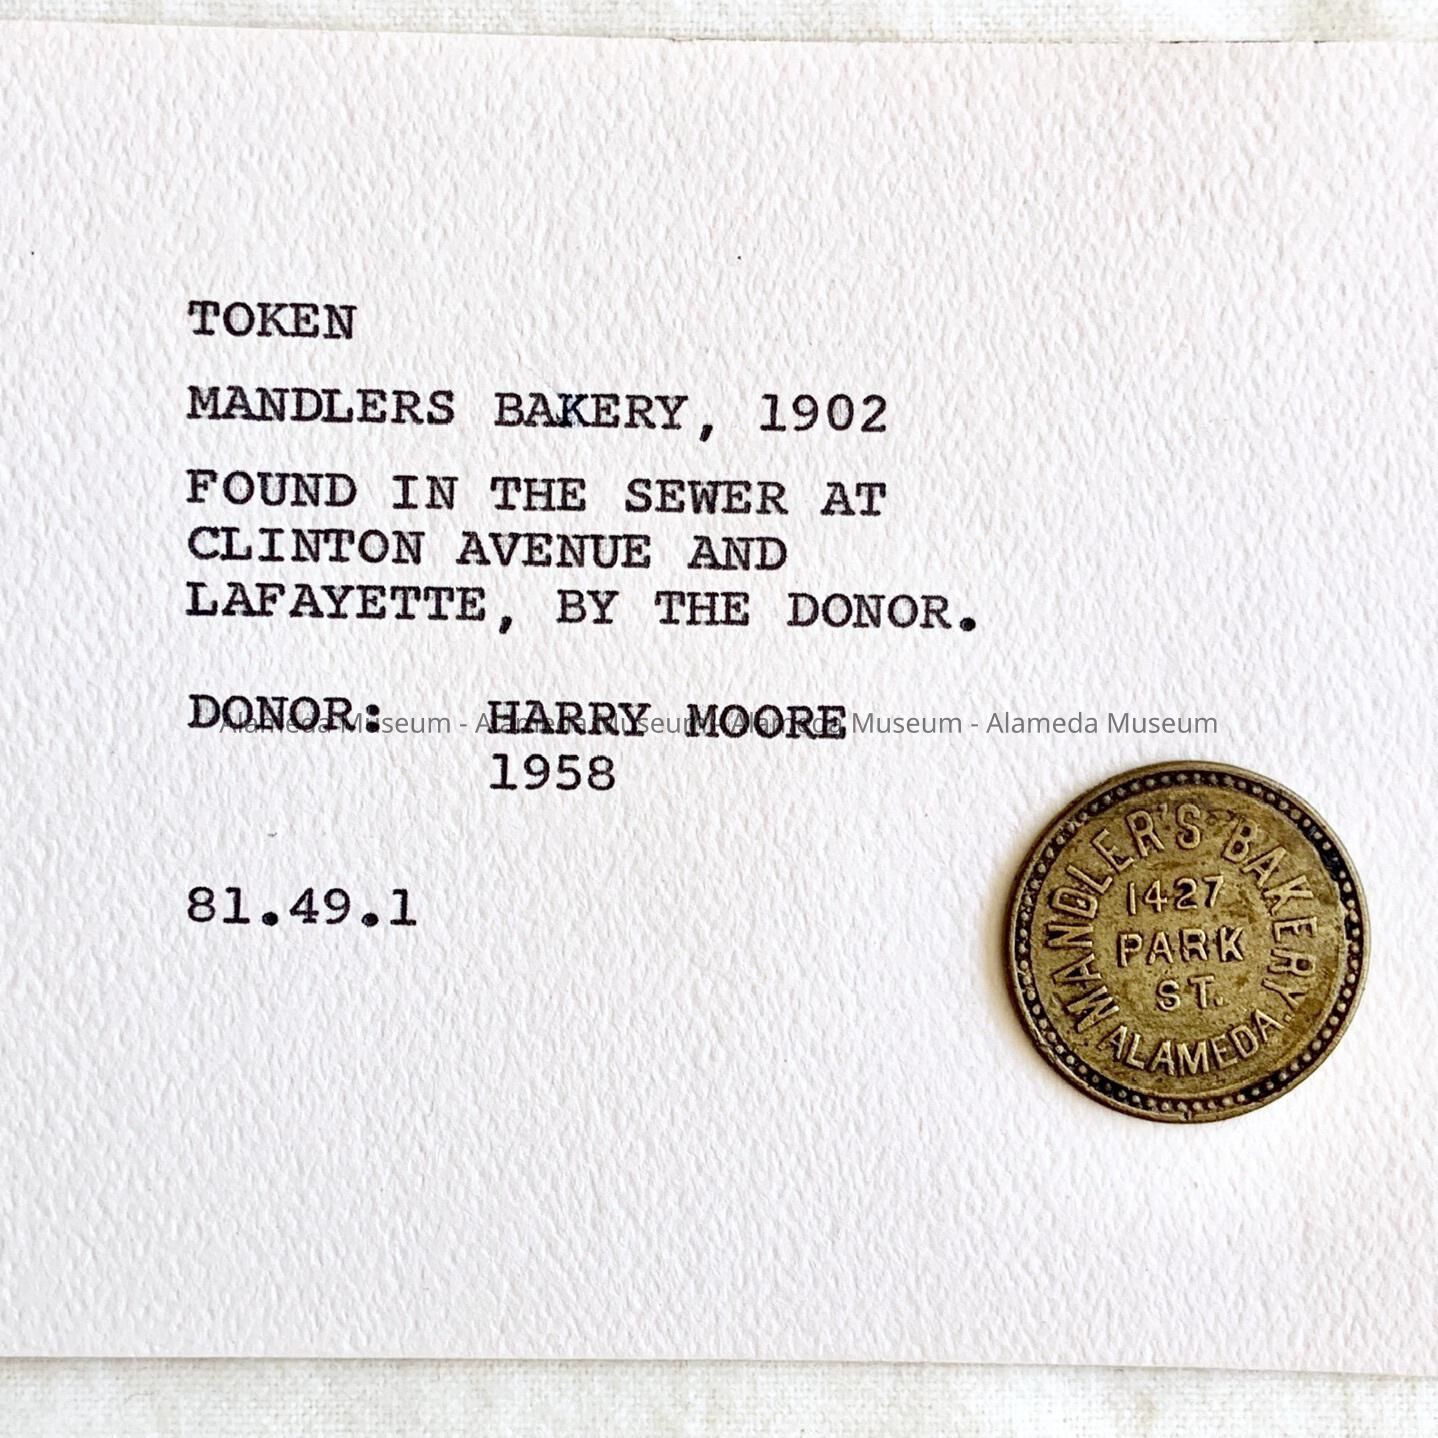 TOKEN
MANDLERS BAKERY, 1902
FOUND IN THE SEWER AT
CLINTON AVENUE AND
LAFAYETTE, BY THE DONOR.
DONOR: HARRY MOORE
Alameda Museum - Alameda Museum - Alameda Museum - Alameda Museum
1958
81.49.1
MANDLER'S BAKERY.
1427
PARK
ST.
ALAMEDA.